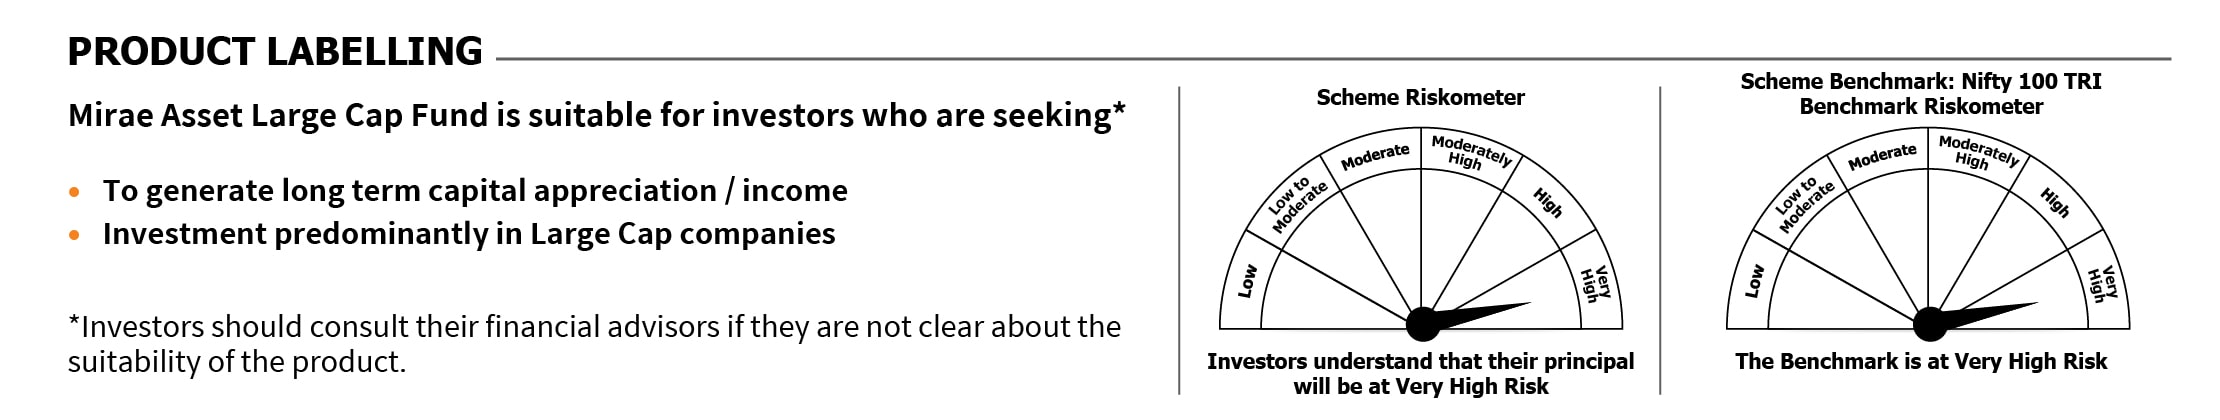 PRODUCT LABELLING
Mirae Asset Large Cap Fund is suitable for investors who are seeking*
• To generate long term capital appreciation / income
• Investment predominantly in Large Cap companies
*Investors should consult their financial advisors if they are not clear about the
suitability of the product.
Scheme Riskometer
Low
Low to
Moderate
Moderate
Moderately
High
High
Very
High
Investors understand that their principal
will be at Very High Risk
Scheme Benchmark: Nifty 100 TRI
Benchmark Riskometer
Low
Low to
Moderate
Moderate
Moderately
High
High
Very
High
The Benchmark is at Very High Risk